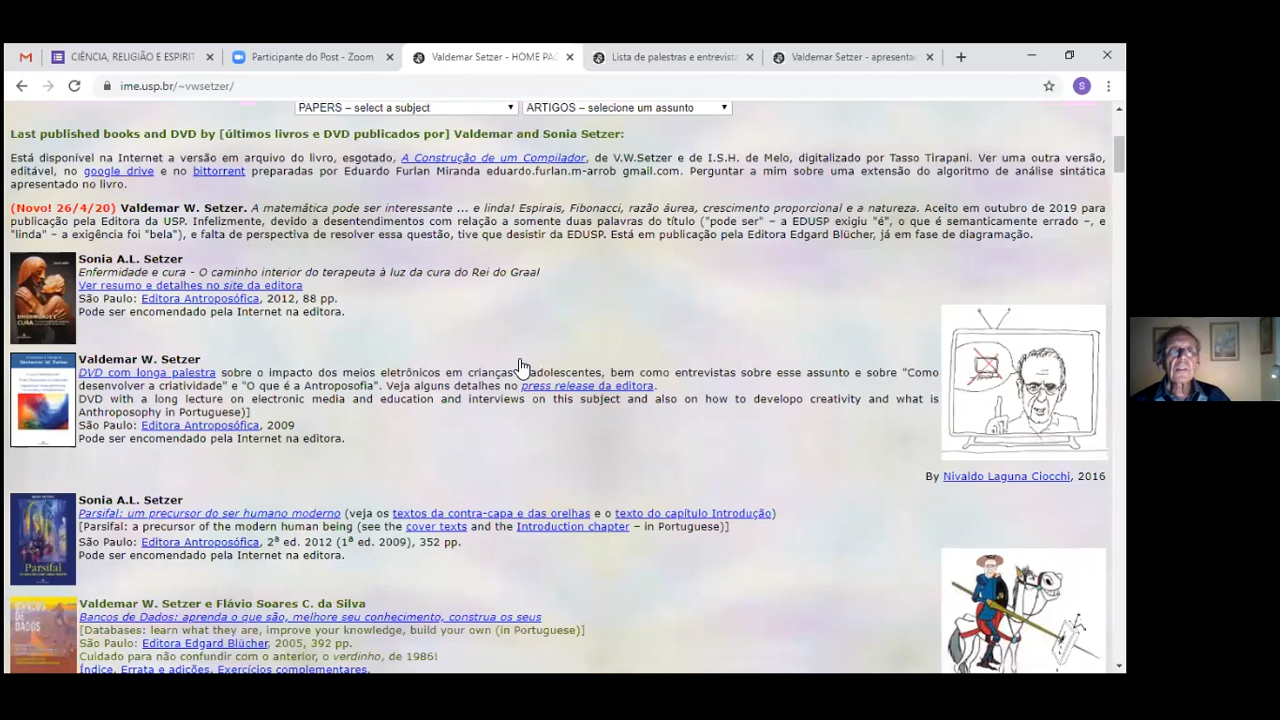 CIÊNCIA, RELIGIÃO E ESPIRIT
Participante do Post - Zoom
Valdemar Setzer - HOME PAG
Lista de palestras e entrevista
Valdemar Setzer - apresenta
ime.usp.br/~vwsetzer/
S
PAPERS – select a subject
ARTIGOS – selecione um assunto
Last published books and DVD by [últimos livros e DVD publicados por] Valdemar and Sonia Setzer:
Está disponível na Internet a versão em arquivo do livro, esgotado, A Construção de um Compilador, de V.W.Setzer e de I.S.H. de Melo, digitalizado por Tasso Tirapani. Ver uma outra versão,
editável, no google drive e no bittorrent preparadas por Eduardo Furlan Miranda eduardo.furlan.m-arrob gmail.com. Perguntar a mim sobre uma extensão do algoritmo de análise sintática
apresentado no livro.
(Novo! 26/4/20) Valdemar W. Setzer. A matemática pode ser interessante ... e linda! Espirais, Fibonacci, razão áurea, crescimento proporcional e a natureza. Aceito em outubro de 2019 para
publicação pela Editora da USP. Infelizmente, devido a desentendimentos com relação a somente duas palavras do título ("pode ser" – a EDUSP exigiu "é", o que é semanticamente errado –, e
"linda" – a exigência foi "bela"), e falta de perspectiva de resolver essa questão, tive que desistir da EDUSP. Está em publicação pela Editora Edgard Blücher, já em fase de diagramação.
Sonia A.L. Setzer
Enfermidade e cura - O caminho interior do terapeuta à luz da cura do Rei do Graal
Ver resumo e detalhes no site da editora
São Paulo: Editora Antroposófica, 2012, 88 pp.
Pode ser encomendado pela Internet na editora.
Valdemar W. Setzer
DVD com longa palestra sobre o impacto dos meios eletrônicos em crianças adolescentes, bem como entrevistas sobre esse assunto e sobre "Como
desenvolver a criatividade" e "O que é a Antroposofia". Veja alguns detalhes no press release da editora.
DVD with a long lecture on electronic media and education and interviews on this subject and also on how to developo creativity and what is
Anthroposophy in Portuguese)]
São Paulo: Editora Antroposófica, 2009
Pode ser encomendado pela Internet na editora.
By Nivaldo Laguna Ciocchi, 2016
Sonia A.L. Setzer
Parsifal: um precursor do ser humano moderno (veja os textos da contra-capa e das orelhas e o texto do capítulo Introdução)
[Parsifal: a precursor of the modern human being (see the cover texts and the Introduction chapter – in Portuguese)]
São Paulo: Editora Antroposófica, 2ª ed. 2012 (1ª ed. 2009), 352 pp.
Pode ser encomendado pela Internet na editora.
Parsifal
Valdemar W. Setzer e Flávio Soares C. da Silva
Bancos de Dados: aprenda o que são, melhore seu conhecimento, construa os seus
[Databases: learn what they are, improve your knowledge, build your own (in Portuguese)]
São Paulo: Editora Edgard Blücher, 2005, 392 pp.
Cuidado para não confundir com o anterior, o verdinho, de 1986!
Índice, Errata e adições, Exercícios complementares.
BANCOS
DE
DADOS